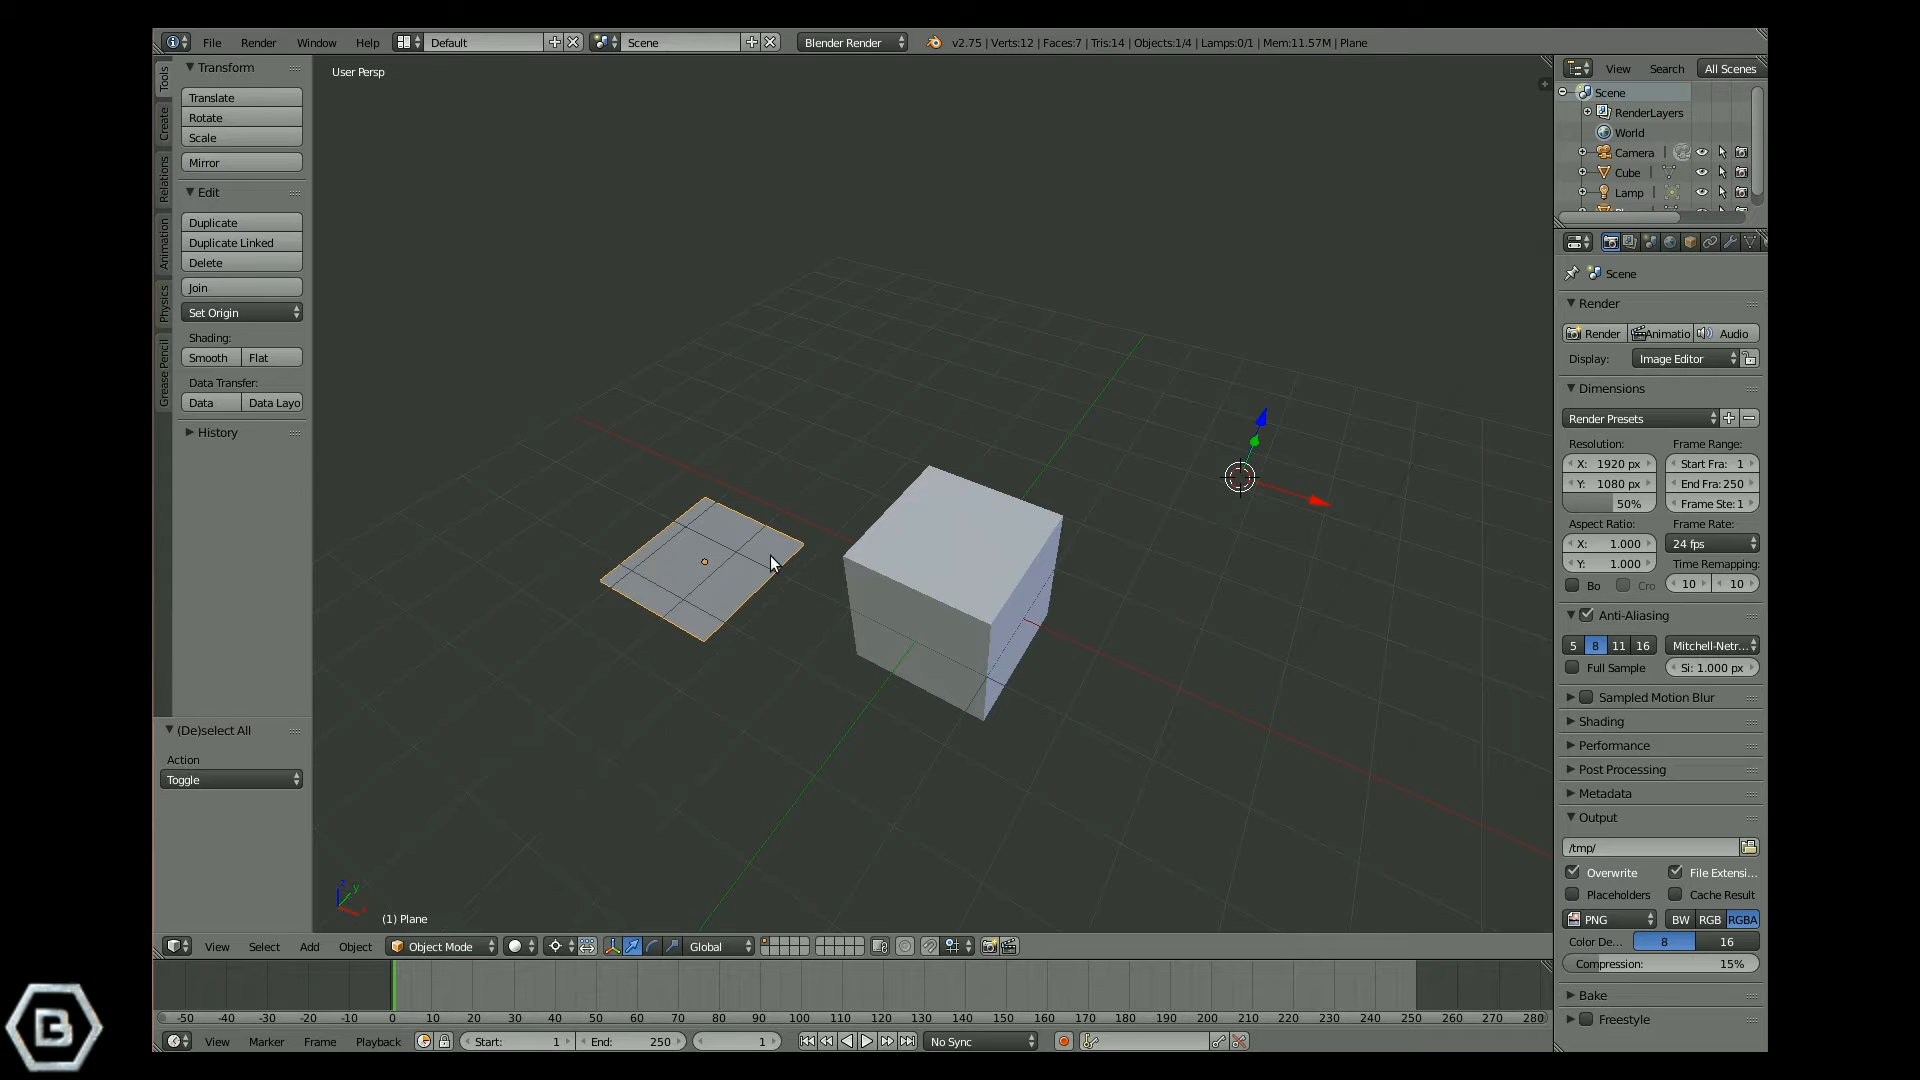 File Render Window Help Default Scene Blender Render v2.75 | Verts:12 | Faces:7 | Tris:14 | Objects:1/4 | Lamps:0/1 | Mem:11.57M | Plane
Tools
Create
Relations
Animation
Physics
Grease Pencil
Transform
Translate
Rotate
Scale
Mirror
Edit
Duplicate
Duplicate Linked
Delete
Join
Set Origin
Shading:
Smooth Flat
Data Transfer:
Data Data Layo
History
(De)select All
Action
Toggle
User Persp
z y x
(1) Plane
View Search All Scenes
Scene
RenderLayers
World
Camera
Cube
Lamp
Scene
Render
Render Animatio Audio
Display: Image Editor
Dimensions
Render Presets
Resolution: Frame Range:
X: 1920 px Start Fra: 1
Y: 1080 px End Fra: 250
50% Frame Ste: 1
Aspect Ratio: Frame Rate:
X: 1.000 24 fps
Y: 1.000 Time Remapping:
Bo Cro 10 10
Anti-Aliasing
5 8 11 16 Mitchell-Netr...
Full Sample Si: 1.000 px
Sampled Motion Blur
Shading
Performance
Post Processing
Metadata
Output
/tmp/
Overwrite File Extensi...
Placeholders Cache Result
PNG BW RGB RGBA
Color De... 8 16
Compression: 15%
Bake
Freestyle
View Select Add Object Object Mode Global
-50 -40 -30 -20 -10 0 10 20 30 40 50 60 70 80 90 100 110 120 130 140 150 160 170 180 190 200 210 220 230 240 250 260 270 280
View Marker Frame Playback Start: 1 End: 250 1 No Sync
B